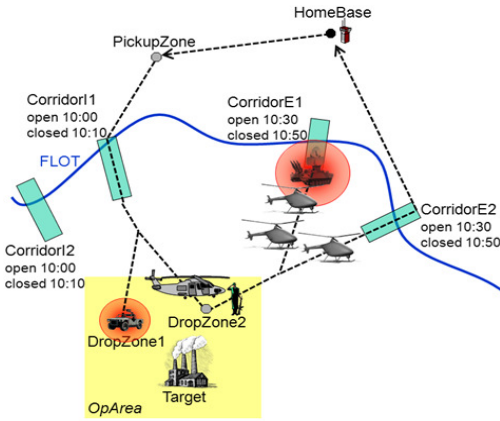 HomeBase
PickupZone
CorridorI1
open 10:00
closed 10:10
CorridorE1
open 10:30
closed 10:50
FLOT
CorridorE2
open 10:30
closed 10:50
CorridorI2
open 10:00
closed 10:10
DropZone2
DropZone1
Target
OpArea